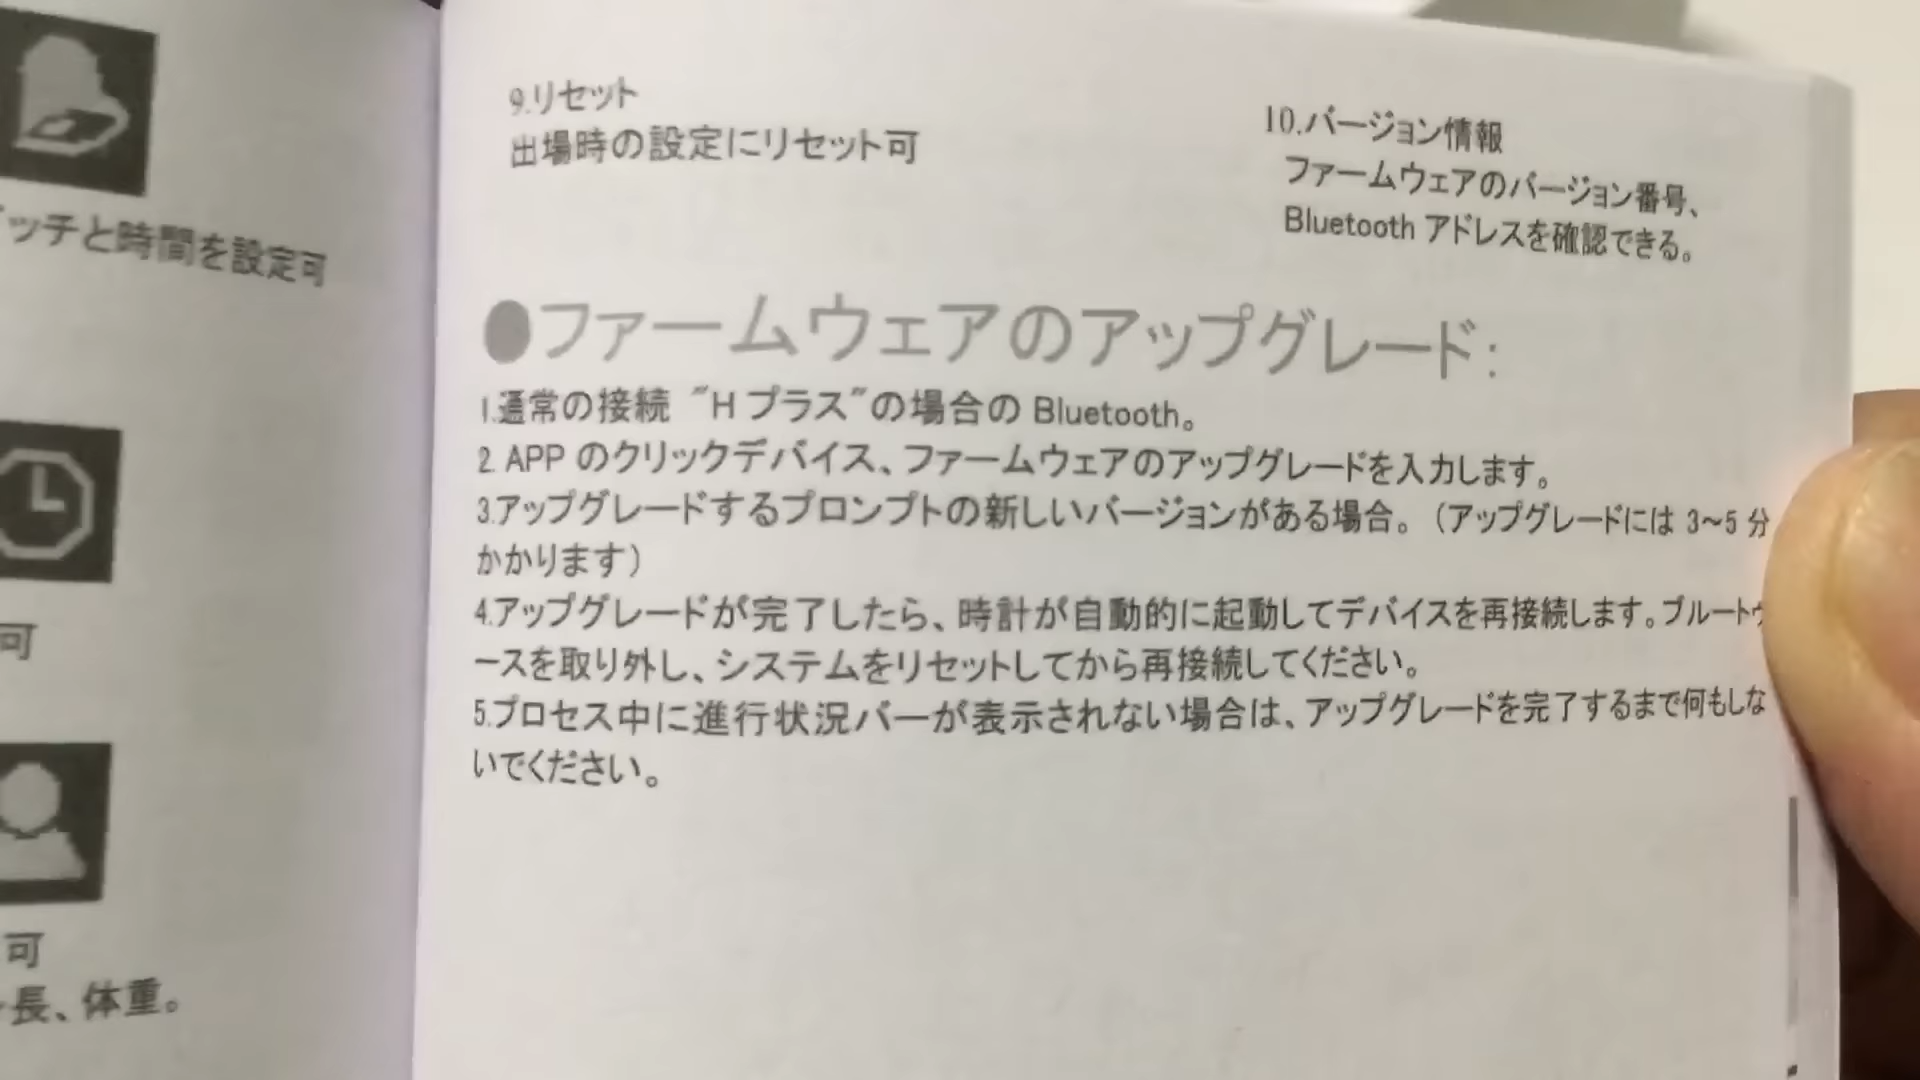 ッチと時間を設定可
可
可
長、体重。
9.リセット
出場時の設定にリセット可
10.バージョン情報
ファームウェアのバージョン番号、
Bluetooth アドレスを確認できる。
●ファームウェアのアップグレード:
1.通常の接続 "H プラス"の場合の Bluetooth。
2. APP のクリックデバイス、ファームウェアのアップグレードを入力します。
3.アップグレードするプロンプトの新しいバージョンがある場合。（アップグレードには 3～5 分
かかります）
4.アップグレードが完了したら、時計が自動的に起動してデバイスを再接続します。ブルートゥ
ースを取り外し、システムをリセットしてから再接続してください。
5.プロセス中に進行状況バーが表示されない場合は、アップグレードを完了するまで何もしな
いでください。